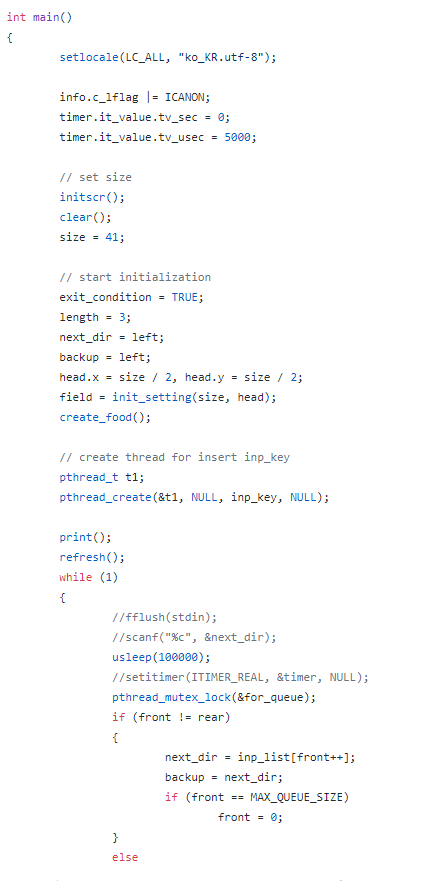 int main()
{
        setlocale(LC_ALL, "ko_KR.utf-8");

        info.c_lflag |= ICANON;
        timer.it_value.tv_sec = 0;
        timer.it_value.tv_usec = 5000;

        // set size
        initscr();
        clear();
        size = 41;

        // start initialization
        exit_condition = TRUE;
        length = 3;
        next_dir = left;
        backup = left;
        head.x = size / 2, head.y = size / 2;
        field = init_setting(size, head);
        create_food();

        // create thread for insert inp_key
        pthread_t t1;
        pthread_create(&t1, NULL, inp_key, NULL);

        print();
        refresh();
        while (1)
        {
                //fflush(stdin);
                //scanf("%c", &next_dir);
                usleep(100000);
                //setitimer(ITIMER_REAL, &timer, NULL);
                pthread_mutex_lock(&for_queue);
                if (front != rear)
                {
                        next_dir = inp_list[front++];
                        backup = next_dir;
                        if (front == MAX_QUEUE_SIZE)
                                front = 0;
                }
                else